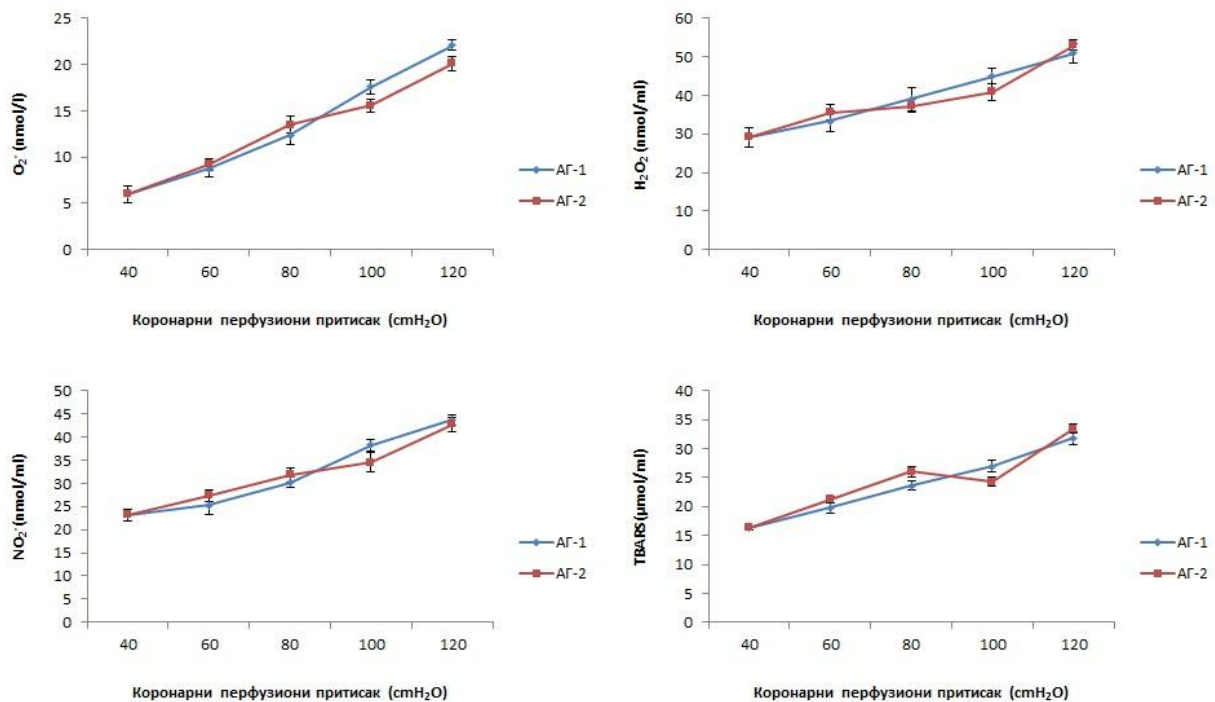 O₂⁻ (nmol/l)
25
20
15
10
5
0
40 60 80 100 120
Коронарни перфузиони притисак (cmH₂O)
АГ-1
АГ-2
H₂O₂ (nmol/ml)
60
50
40
30
20
10
0
40 60 80 100 120
Коронарни перфузиони притисак (cmH₂O)
АГ-1
АГ-2
NO₂⁻(nmol/ml)
50
45
40
35
30
25
20
15
10
5
0
40 60 80 100 120
Коронарни перфузиони притисак (cmH₂O)
АГ-1
АГ-2
TBARS(μmol/ml)
40
35
30
25
20
15
10
5
0
40 60 80 100 120
Коронарни перфузиони притисак (cmH₂O)
АГ-1
АГ-2